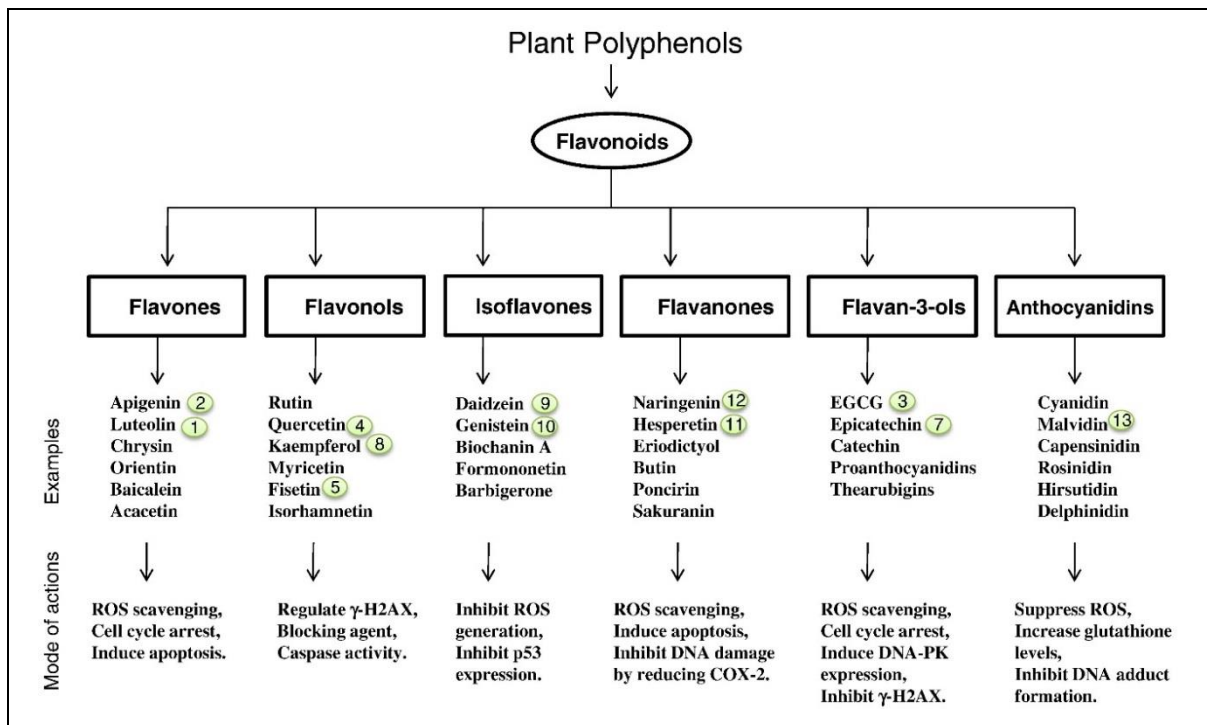 Plant Polyphenols
Flavonoids
Flavones
Flavonols
Isoflavones
Flavanones
Flavan-3-ols
Anthocyanidins
Examples
Apigenin 2
Luteolin 1
Chrysin
Orientin
Baicalein
Acacetin
Rutin
Quercetin 4
Kaempferol 8
Myricetin
Fisetin 5
Isorhamnetin
Daidzein 9
Genistein 10
Biochanin A
Formononetin
Barbigerone
Naringenin 12
Hesperetin 11
Eriodictyol
Butin
Poncirin
Sakuranin
EGCG 3
Epicatechin 7
Catechin
Proanthocyanidins
Thearubigins
Cyanidin
Malvidin 13
Capensinidin
Rosinidin
Hirsutidin
Delphinidin
Mode of actions
ROS scavenging,
Cell cycle arrest,
Induce apoptosis.
Regulate γ-H2AX,
Blocking agent,
Caspase activity.
Inhibit ROS
generation,
Inhibit p53
expression.
ROS scavenging,
Induce apoptosis,
Inhibit DNA damage
by reducing COX-2.
ROS scavenging,
Cell cycle arrest,
Induce DNA-PK
expression,
Inhibit γ-H2AX.
Suppress ROS,
Increase glutathione
levels,
Inhibit DNA adduct
formation.